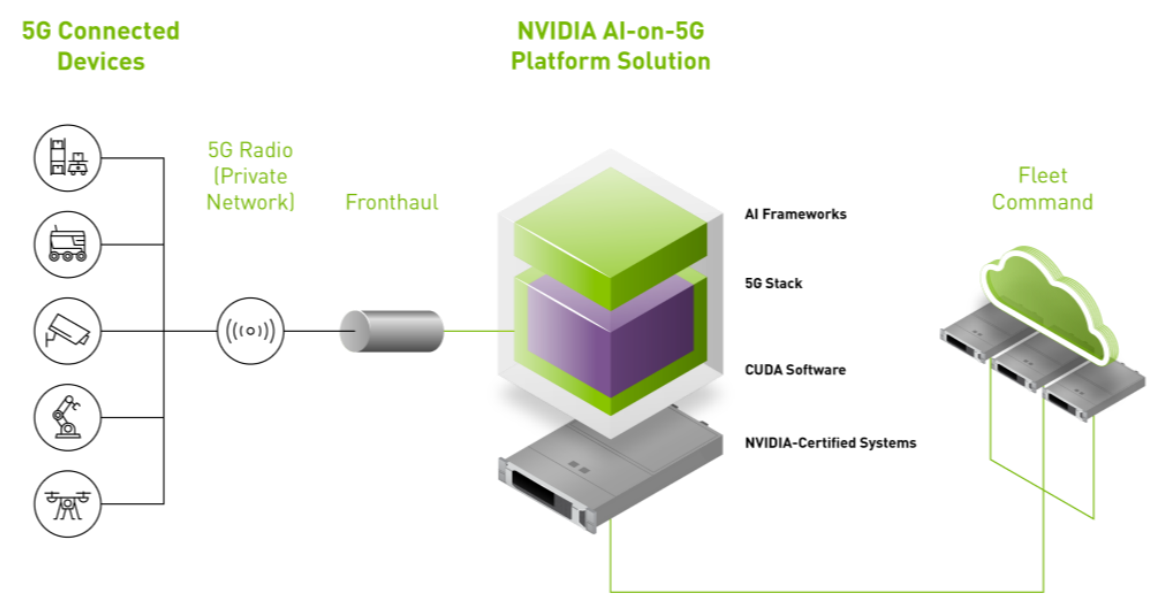 5G Connected
Devices
NVIDIA AI-on-5G
Platform Solution
5G Radio
(Private
Network)
Fronthaul
AI Frameworks
5G Stack
CUDA Software
NVIDIA-Certified Systems
Fleet
Command